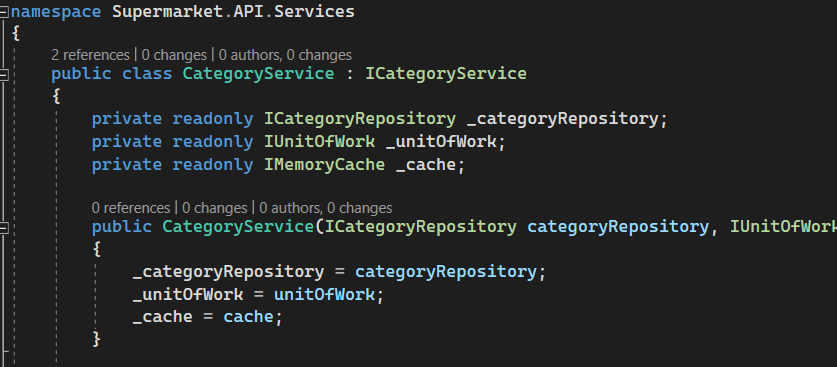 namespace Supermarket.API.Services
{
2 references | 0 changes | 0 authors, 0 changes
public class CategoryService : ICategoryService
{
private readonly ICategoryRepository _categoryRepository;
private readonly IUnitOfWork _unitOfWork;
private readonly IMemoryCache _cache;
0 references | 0 changes | 0 authors, 0 changes
public CategoryService(ICategoryRepository categoryRepository, IUnitOfWork
{
_categoryRepository = categoryRepository;
_unitOfWork = unitOfWork;
_cache = cache;
}